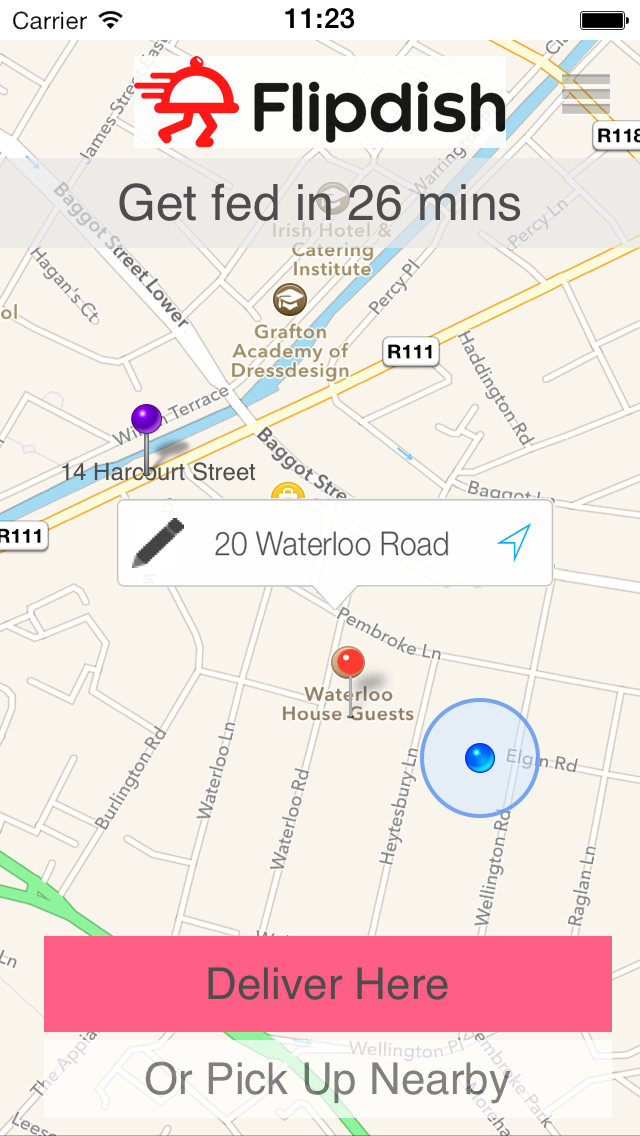 Carrier 11:23
Flipdish
R118
Get fed in 26 mins
James Street East
Warrington
Baggot Street Lower
Percy Ln
Irish Hotel &
Catering
Institute
Hagan's Ct
Percy Pl
ol
Grafton
Academy of
Dressdesign
R111
Haddington Rd
Wilton Terrace
14 Harcourt Street
Baggot Stre
Baggot L
R111
20 Waterloo Road
Pembroke Ln
Waterloo
House Guests
Elgin Rd
Burlington Rd
Waterloo Ln
Waterloo Rd
Heytesbury Ln
Wellington Rd
Raglan Ln
Ln
Deliver Here
Wellington Pl
Or Pick Up Nearby
The Appia
Pembroke Park
Leeso
Moreha